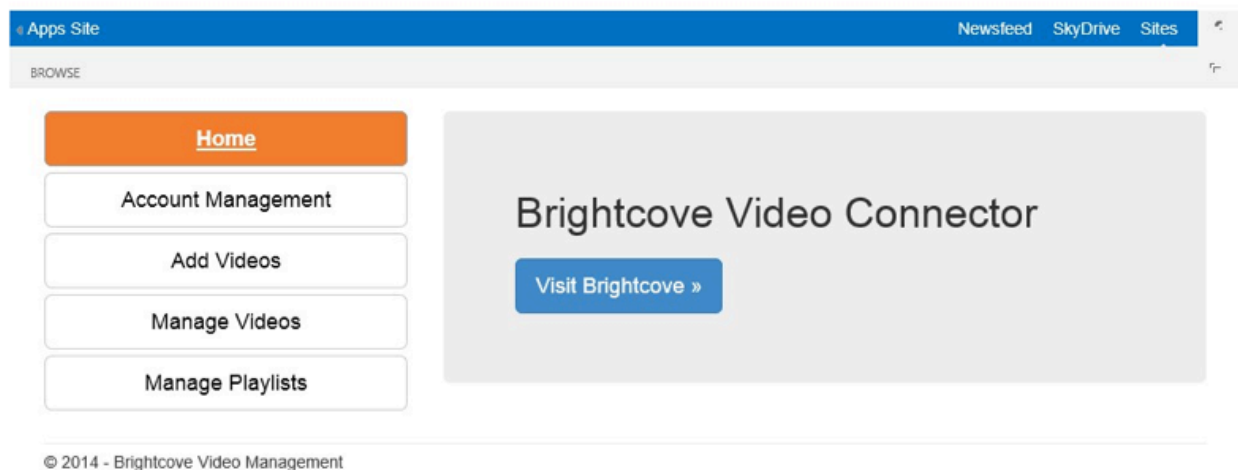 Apps Site Newsfeed SkyDrive Sites
BROWSE
Home
Account Management
Add Videos
Manage Videos
Manage Playlists
Brightcove Video Connector
Visit Brightcove »
© 2014 - Brightcove Video Management